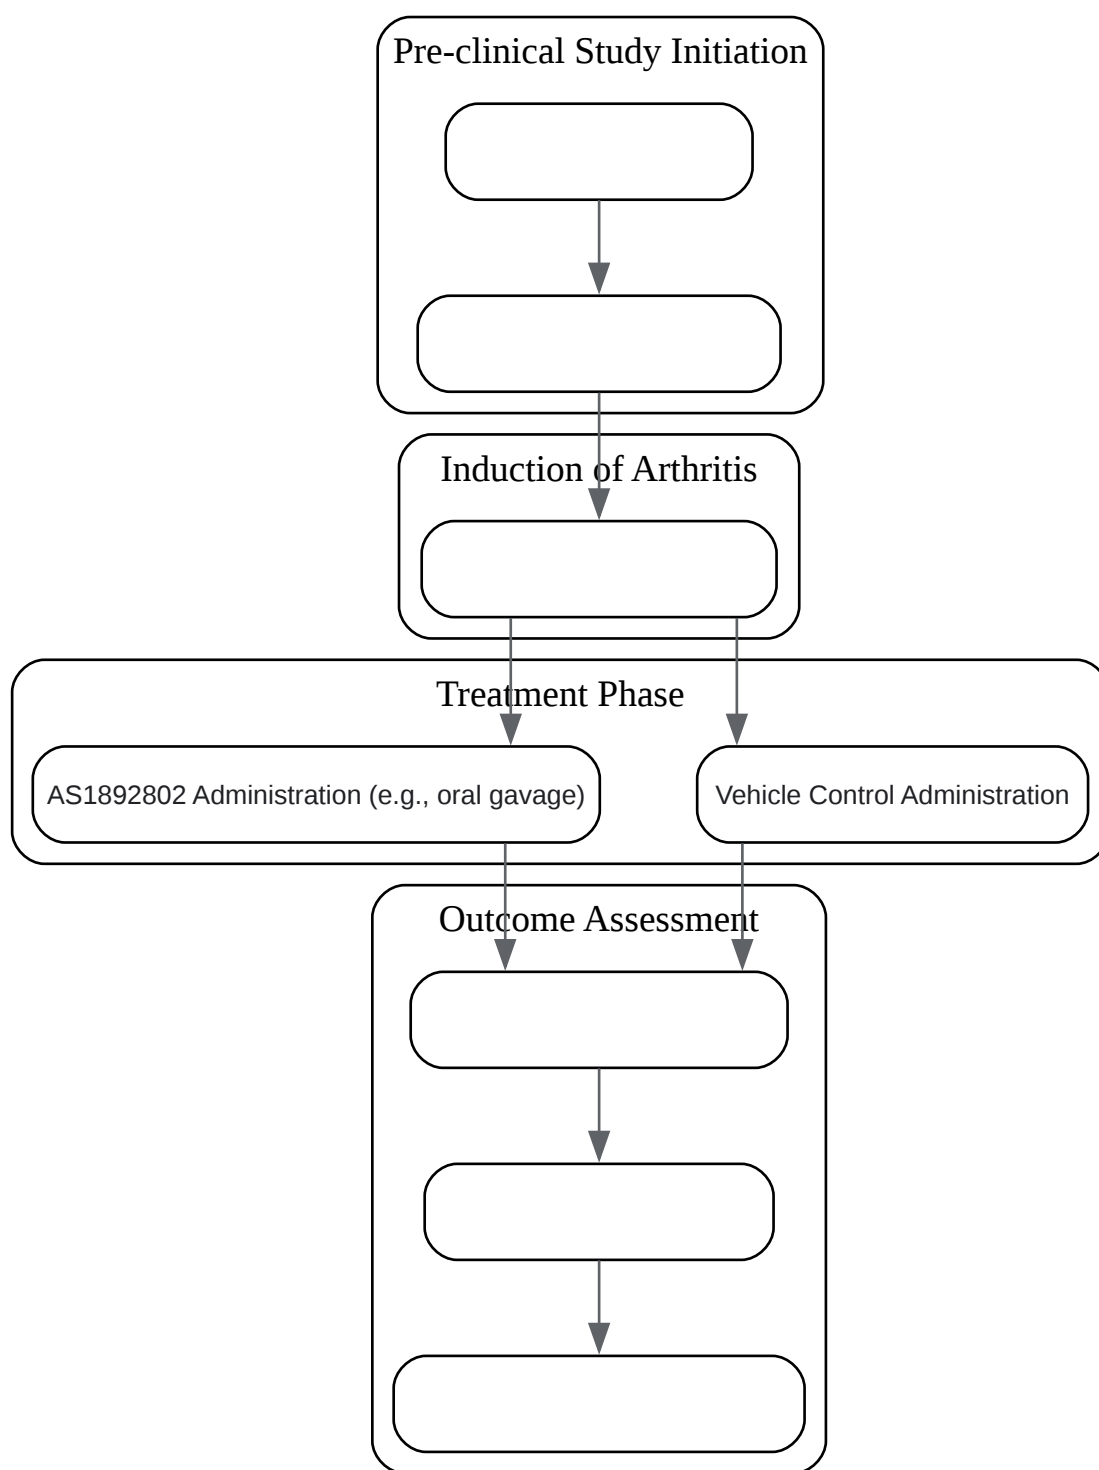 Pre-clinical Study Initiation
Induction of Arthritis
Treatment Phase
AS1892802 Administration (e.g., oral gavage)
Vehicle Control Administration
Outcome Assessment